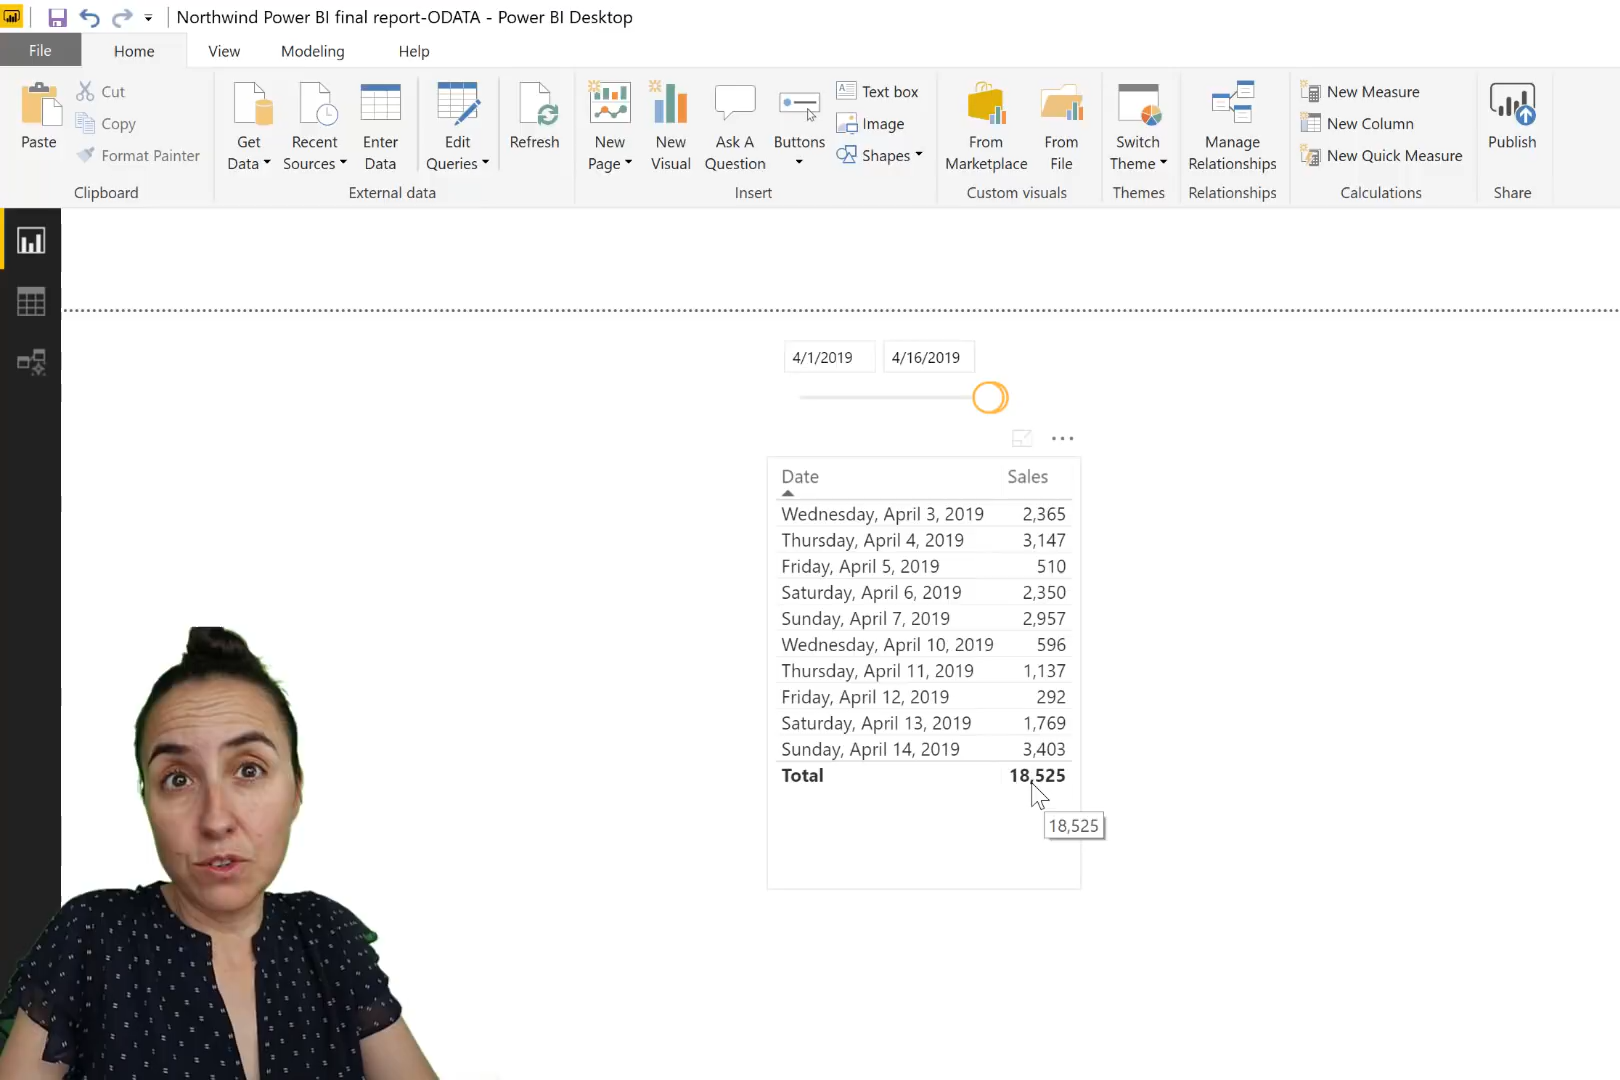 Northwind Power BI final report-ODATA - Power BI Desktop
File Home View Modeling Help
Paste
Cut
Copy
Format Painter
Clipboard
Get Data
Recent Sources
Enter Data
Edit Queries
Refresh
External data
New Page
New Visual
Ask A Question
Buttons
Text box
Image
Shapes
Insert
From Marketplace
From File
Custom visuals
Switch Theme
Themes
Manage Relationships
Relationships
New Measure
New Column
New Quick Measure
Calculations
Publish
Share
4/1/2019 4/16/2019
Date Sales
Wednesday, April 3, 2019 2,365
Thursday, April 4, 2019 3,147
Friday, April 5, 2019 510
Saturday, April 6, 2019 2,350
Sunday, April 7, 2019 2,957
Wednesday, April 10, 2019 596
Thursday, April 11, 2019 1,137
Friday, April 12, 2019 292
Saturday, April 13, 2019 1,769
Sunday, April 14, 2019 3,403
Total 18,525
18,525